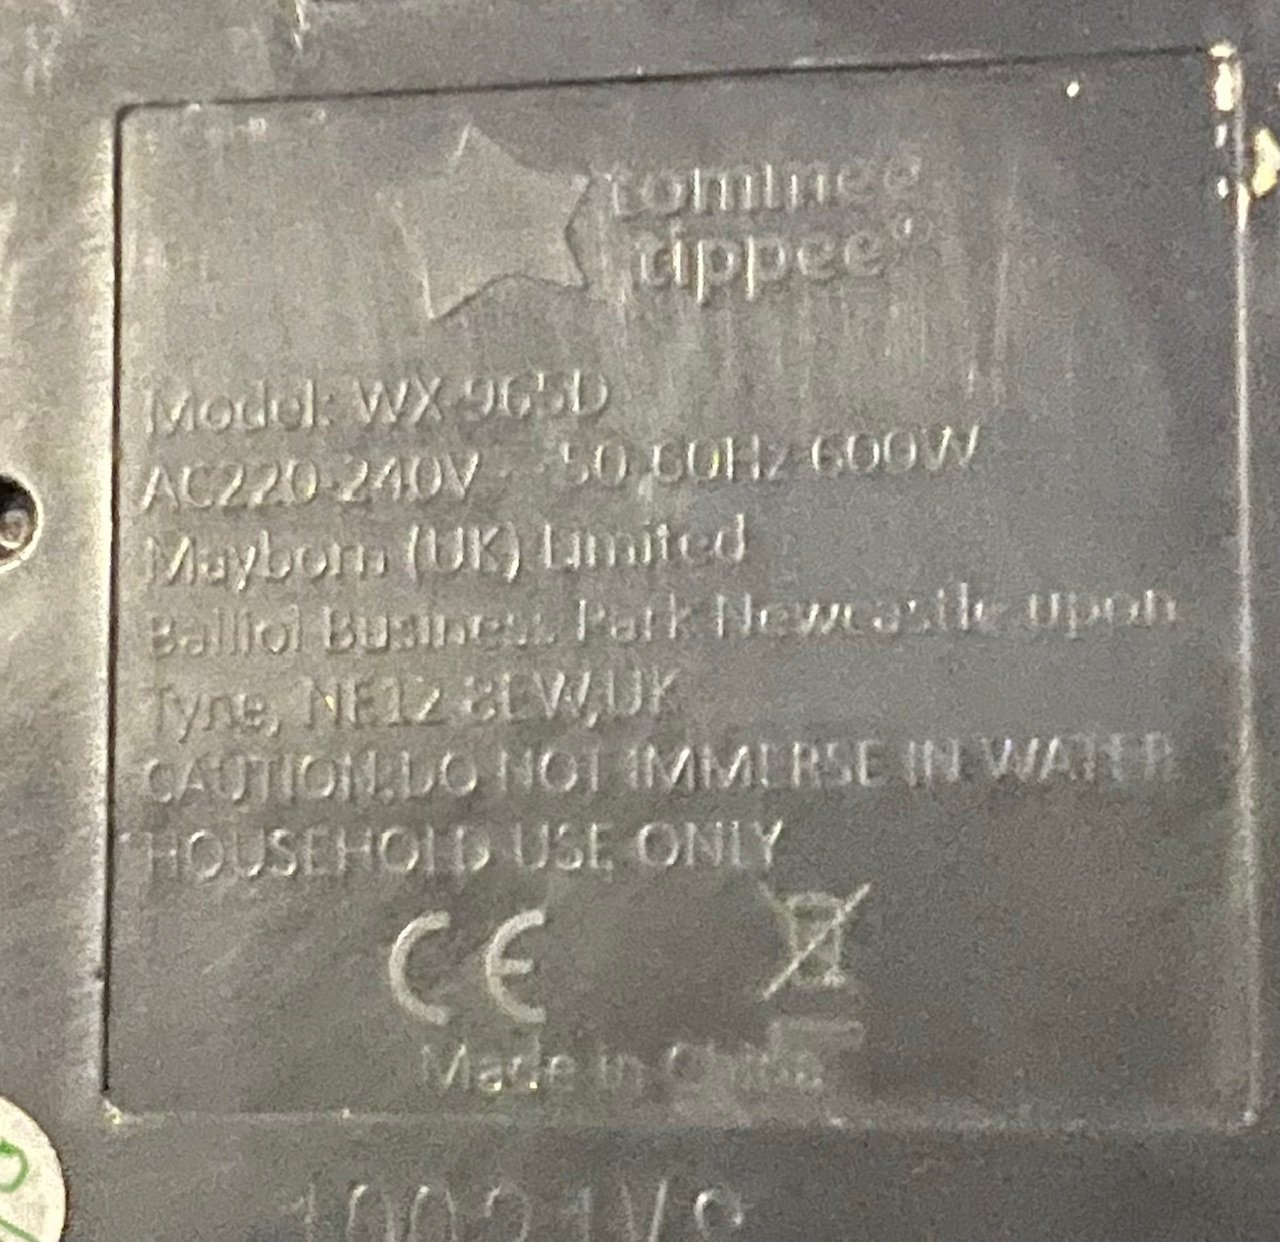 tommee
tippee®
Model: WX-965D
AC220-240V 50-60Hz 600W
Mayborn (UK) Limited
Balliol Business Park Newcastle upon
Tyne, NE12 8EW,UK
CAUTION:DO NOT IMMERSE IN WATER
HOUSEHOLD USE ONLY
CE
Made in China